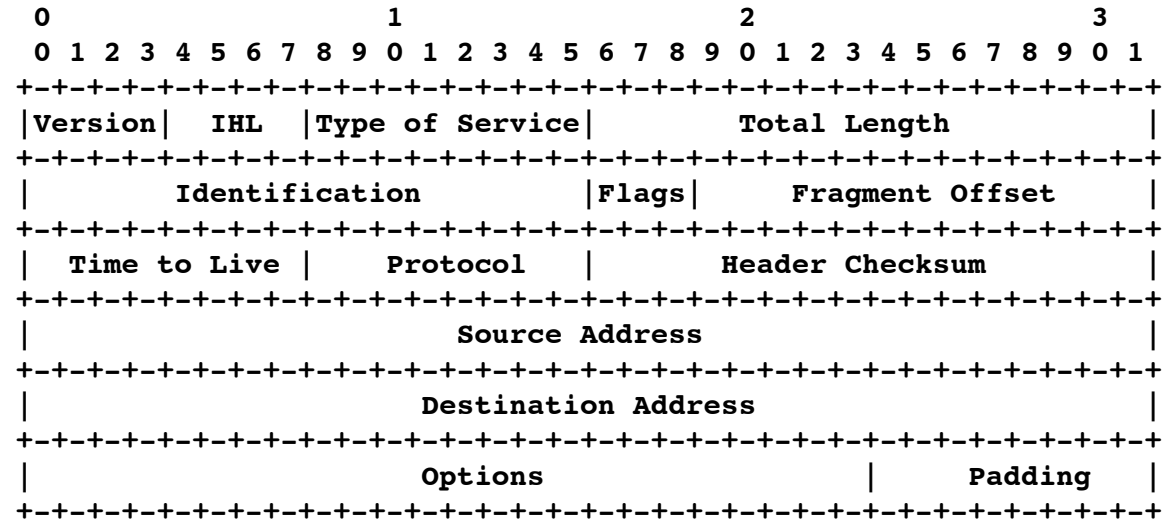 0                   1                   2                   3
 0 1 2 3 4 5 6 7 8 9 0 1 2 3 4 5 6 7 8 9 0 1 2 3 4 5 6 7 8 9 0 1
+-+-+-+-+-+-+-+-+-+-+-+-+-+-+-+-+-+-+-+-+-+-+-+-+-+-+-+-+-+-+-+-+
|Version|  IHL  |Type of Service|        Total Length           |
+-+-+-+-+-+-+-+-+-+-+-+-+-+-+-+-+-+-+-+-+-+-+-+-+-+-+-+-+-+-+-+-+
|        Identification         |Flags|     Fragment Offset     |
+-+-+-+-+-+-+-+-+-+-+-+-+-+-+-+-+-+-+-+-+-+-+-+-+-+-+-+-+-+-+-+-+
|  Time to Live |    Protocol   |       Header Checksum         |
+-+-+-+-+-+-+-+-+-+-+-+-+-+-+-+-+-+-+-+-+-+-+-+-+-+-+-+-+-+-+-+-+
|                        Source Address                         |
+-+-+-+-+-+-+-+-+-+-+-+-+-+-+-+-+-+-+-+-+-+-+-+-+-+-+-+-+-+-+-+-+
|                      Destination Address                      |
+-+-+-+-+-+-+-+-+-+-+-+-+-+-+-+-+-+-+-+-+-+-+-+-+-+-+-+-+-+-+-+-+
|                      Options                  |     Padding   |
+-+-+-+-+-+-+-+-+-+-+-+-+-+-+-+-+-+-+-+-+-+-+-+-+-+-+-+-+-+-+-+-+